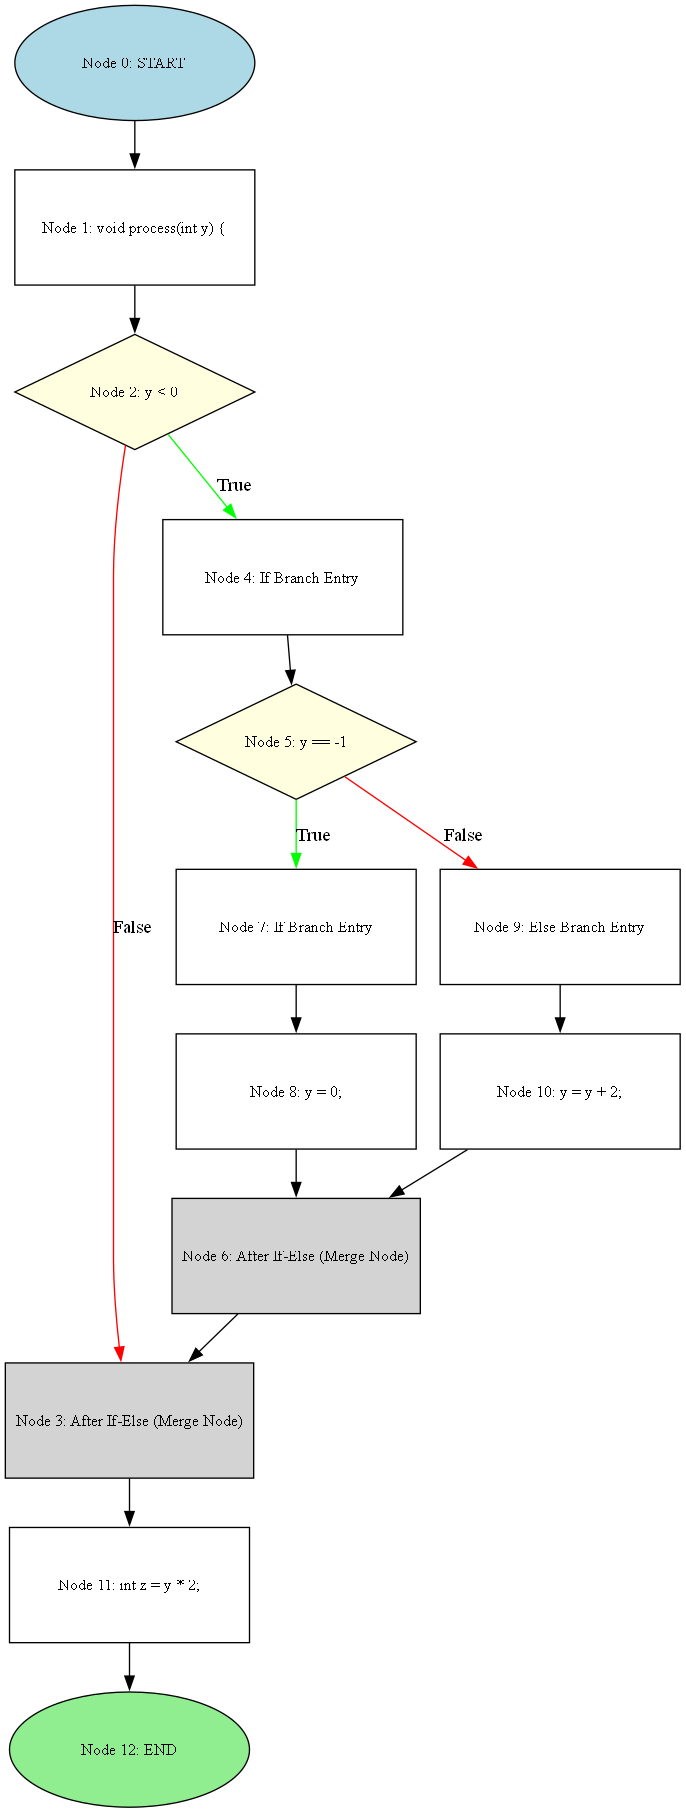 Node 0: START
Node 1: void process(int y) {
Node 2: y < 0
True
Node 4: If Branch Entry
Node 5: y == -1
True
False
Node 7: If Branch Entry
Node 9: Else Branch Entry
False
Node 8: y = 0;
Node 10: y = y + 2;
Node 6: After If-Else (Merge Node)
Node 3: After If-Else (Merge Node)
Node 11: int z = y * 2;
Node 12: END